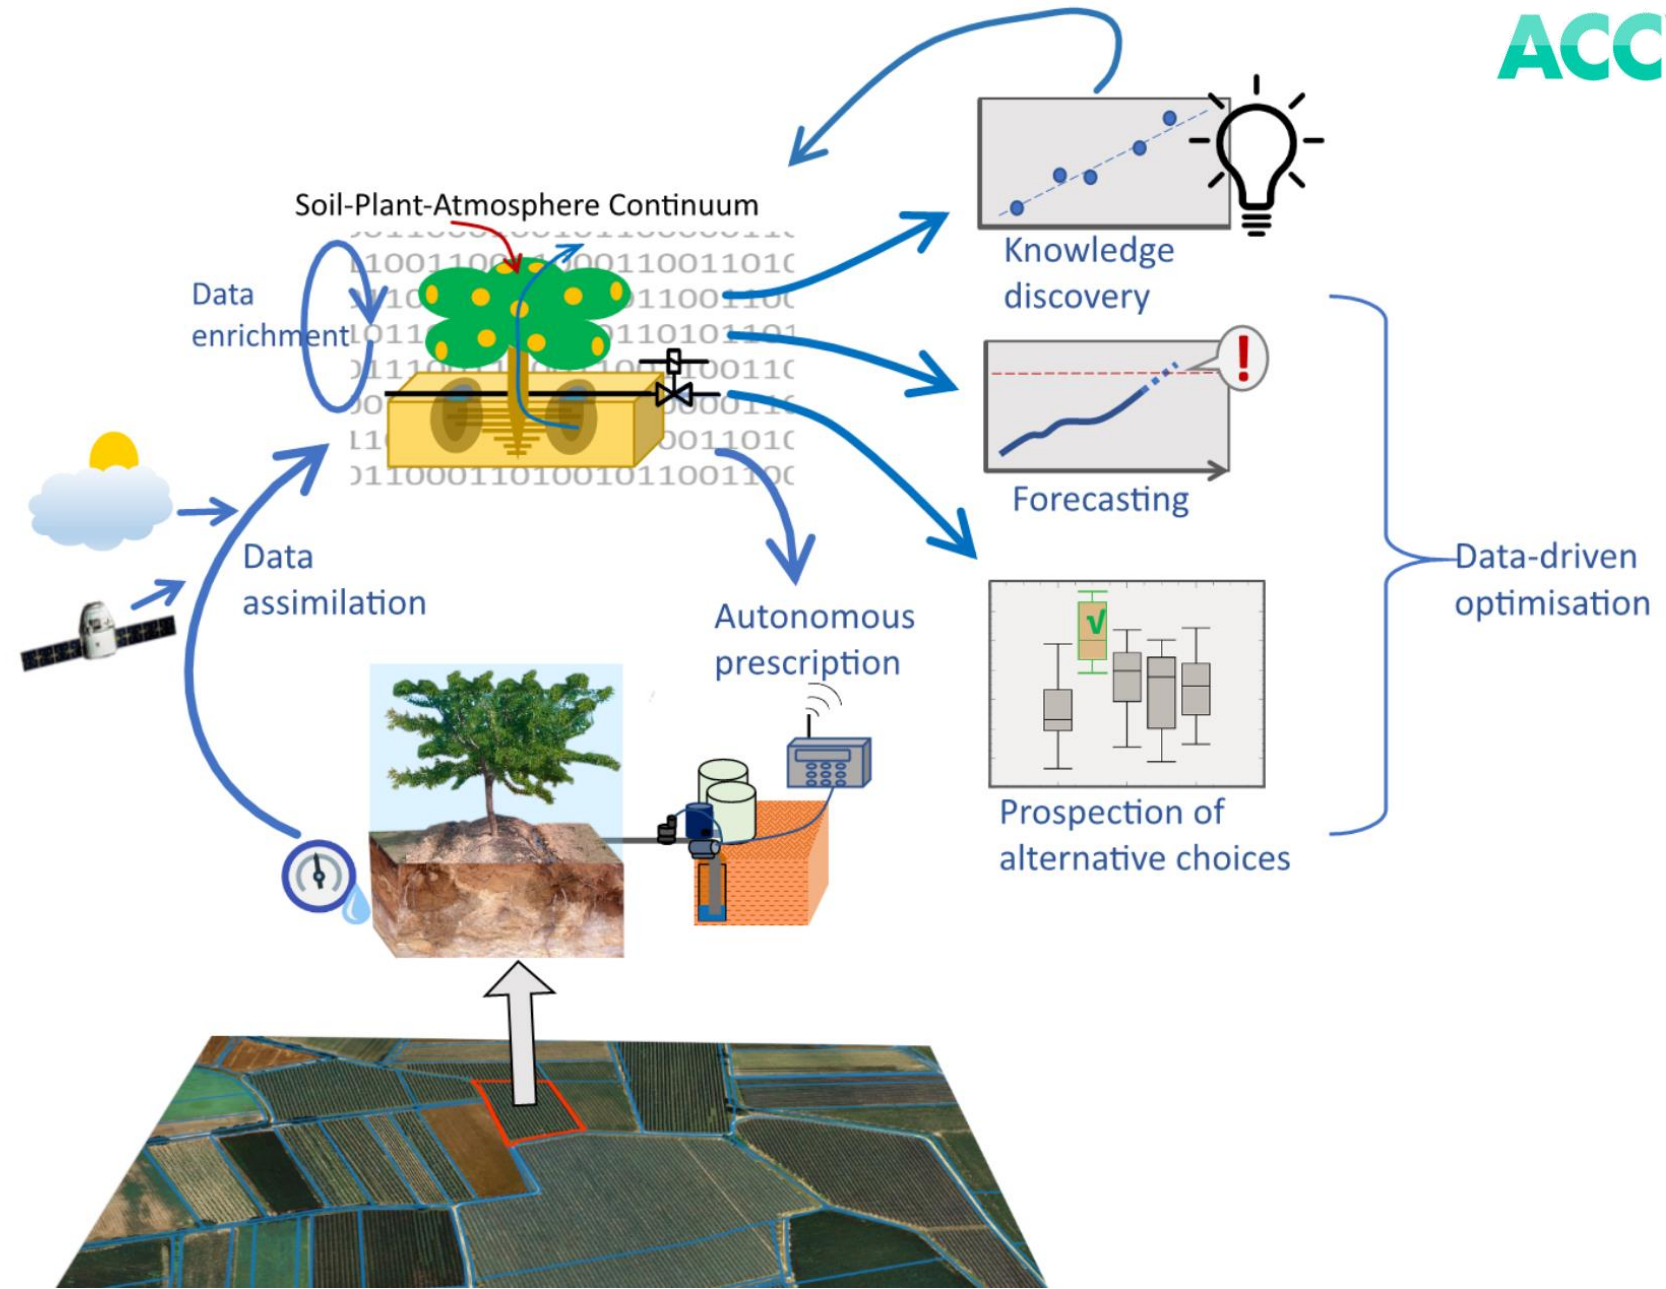 ACC
Soil-Plant-Atmosphere Continuum
Data
enrichment
Knowledge
discovery
!
Forecasting
Data
assimilation
Autonomous
prescription
√
Prospection of
alternative choices
Data-driven
optimisation